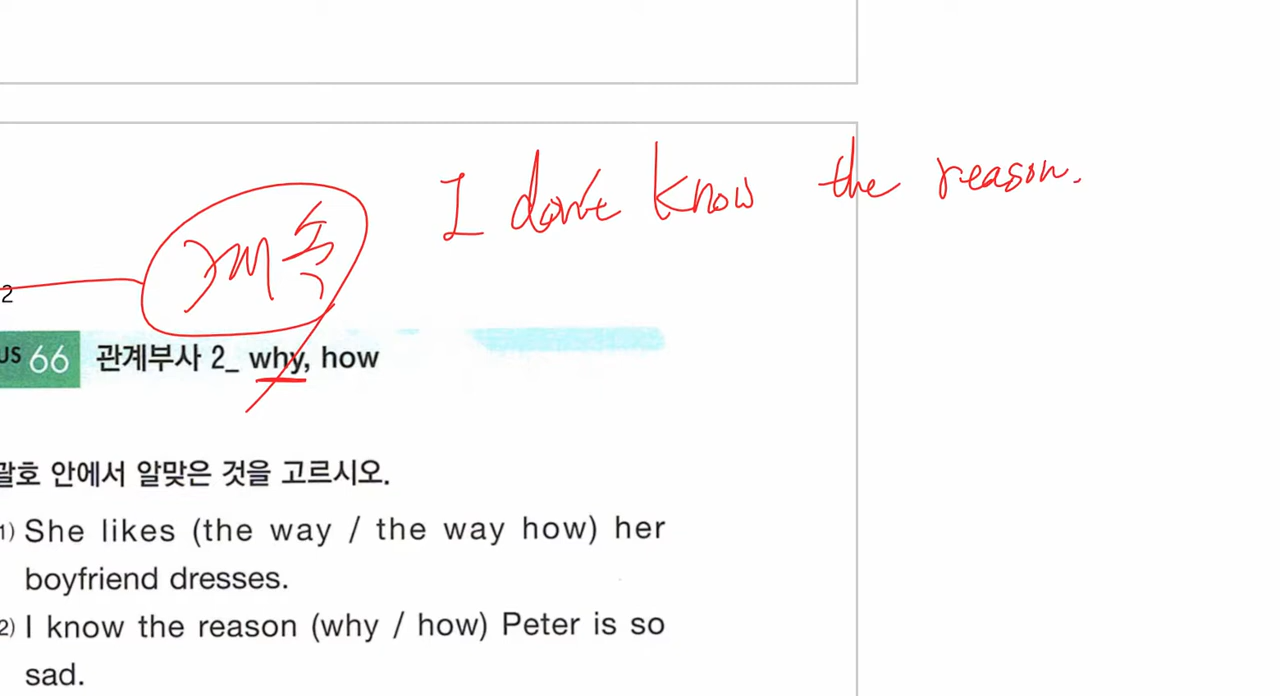 I don't know the reason.
계속
2
US 66 관계부사 2_ why, how
괄호 안에서 알맞은 것을 고르시오.
1) She likes (the way / the way how) her
boyfriend dresses.
2) I know the reason (why / how) Peter is so
sad.